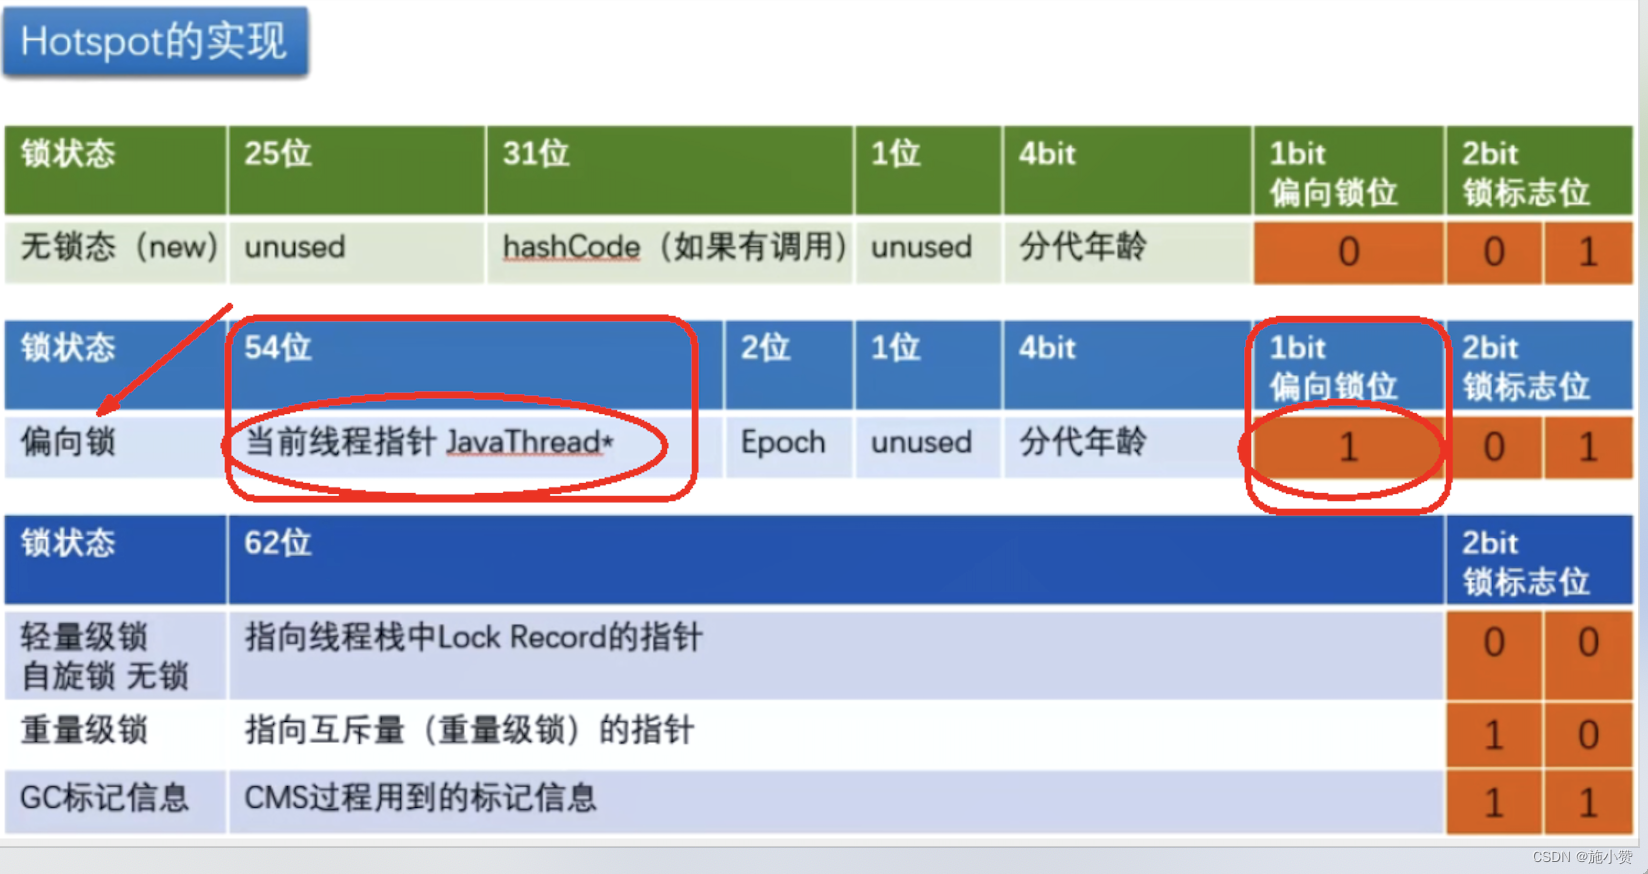 Hotspot的实现
锁状态 25位 31位 1位 4bit 1bit 2bit
偏向锁位 锁标志位
无锁态（new） unused hashCode（如果有调用） unused 分代年龄 0 0 1
锁状态 54位 2位 1位 4bit 1bit 2bit
偏向锁位 锁标志位
偏向锁 当前线程指针 JavaThread* Epoch unused 分代年龄 1 0 1
锁状态 62位 2bit
锁标志位
轻量级锁 指向线程栈中Lock Record的指针 0 0
自旋锁 无锁
重量级锁 指向互斥量（重量级锁）的指针 1 0
GC标记信息 CMS过程用到的标记信息 1 1
CSDN @施小赞